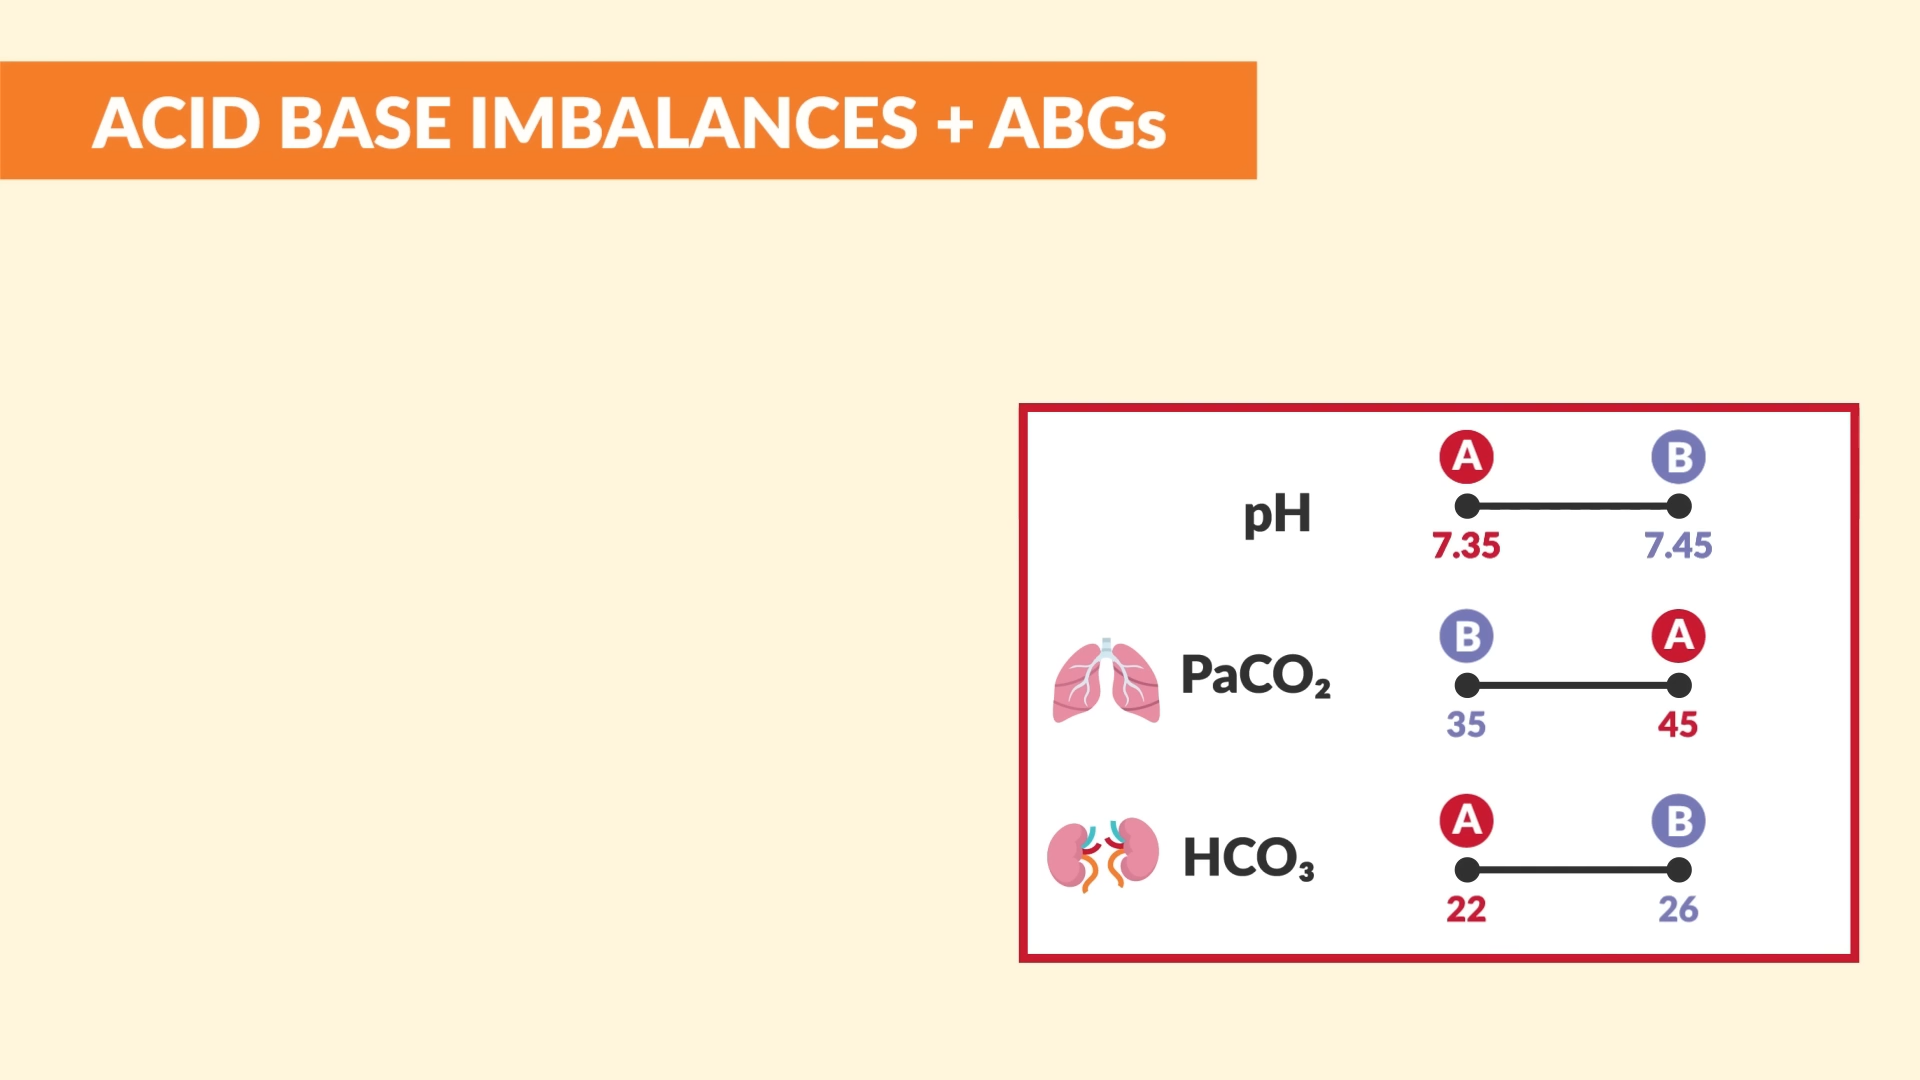 ACID BASE IMBALANCES + ABGs
A B
pH
7.35 7.45
B A
PaCO₂
35 45
A B
HCO₃
22 26